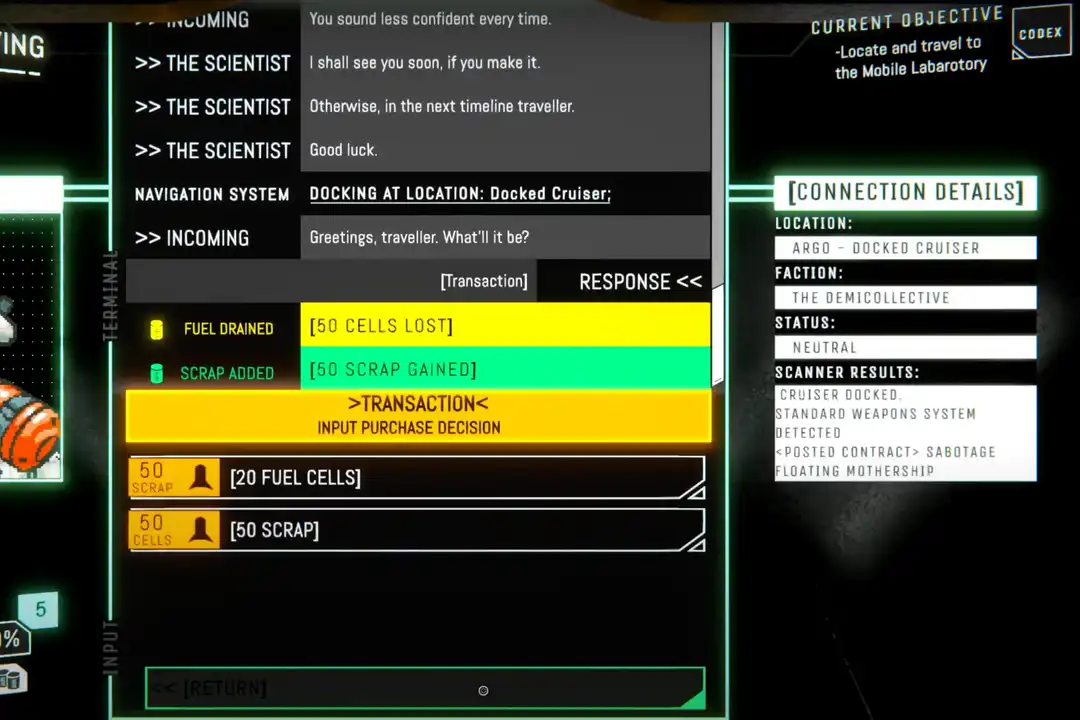 >> INCOMING
You sound less confident every time.
>> THE SCIENTIST
I shall see you soon, if you make it.
>> THE SCIENTIST
Otherwise, in the next timeline traveller.
>> THE SCIENTIST
Good luck.
NAVIGATION SYSTEM
DOCKING AT LOCATION: Docked Cruiser;
>> INCOMING
Greetings, traveller. What'll it be?
[Transaction]
RESPONSE <<
FUEL DRAINED
[50 CELLS LOST]
SCRAP ADDED
[50 SCRAP GAINED]
>TRANSACTION<
INPUT PURCHASE DECISION
50
SCRAP
[20 FUEL CELLS]
50
CELLS
[50 SCRAP]
<< [RETURN]
TERMINAL
INPUT
5
CURRENT OBJECTIVE
-Locate and travel to
the Mobile Labarotory
CODEX
[CONNECTION DETAILS]
LOCATION:
ARGO - DOCKED CRUISER
FACTION:
THE DEMICOLLECTIVE
STATUS:
NEUTRAL
SCANNER RESULTS:
CRUISER DOCKED.
STANDARD WEAPONS SYSTEM
DETECTED
<POSTED CONTRACT> SABOTAGE
FLOATING MOTHERSHIP